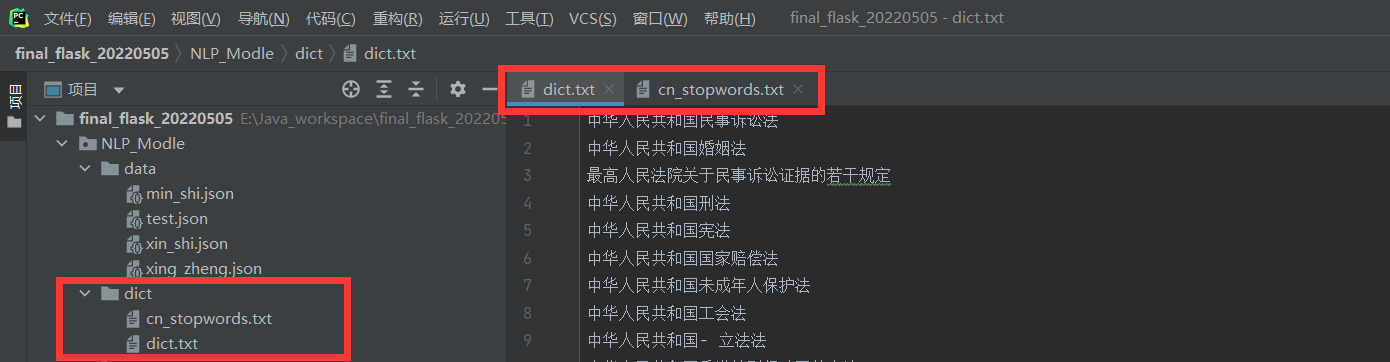 PC 文件(F) 编辑(E) 视图(V) 导航(N) 代码(C) 重构(R) 运行(U) 工具(T) VCS(S) 窗口(W) 帮助(H) final_flask_20220505 - dict.txt
final_flask_20220505 〉 NLP_Modle 〉 dict 〉 dict.txt
项目
项目
dict.txt × cn_stopwords.txt ×
final_flask_20220505 E:\Java_workspace\final_flask_20220505
NLP_Modle
data
min_shi.json
test.json
xin_shi.json
xing_zheng.json
dict
cn_stopwords.txt
dict.txt
1 中华人民共和国民事诉讼法
2 中华人民共和国婚姻法
3 最高人民法院关于民事诉讼证据的若干规定
4 中华人民共和国刑法
5 中华人民共和国宪法
6 中华人民共和国国家赔偿法
7 中华人民共和国未成年人保护法
8 中华人民共和国工会法
9 中华人民共和国- 立法法